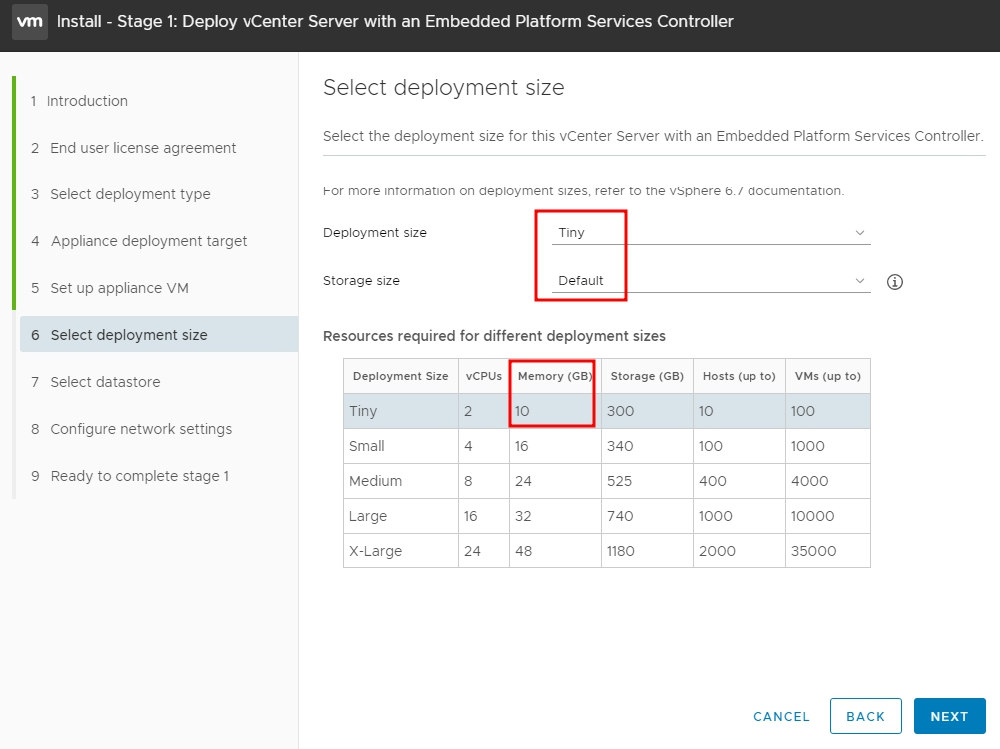 vm Install - Stage 1: Deploy vCenter Server with an Embedded Platform Services Controller
1 Introduction
2 End user license agreement
3 Select deployment type
4 Appliance deployment target
5 Set up appliance VM
6 Select deployment size
7 Select datastore
8 Configure network settings
9 Ready to complete stage 1
Select deployment size
Select the deployment size for this vCenter Server with an Embedded Platform Services Controller.
For more information on deployment sizes, refer to the vSphere 6.7 documentation.
Deployment size Tiny
Storage size Default
Resources required for different deployment sizes
Deployment Size vCPUs Memory (GB) Storage (GB) Hosts (up to) VMs (up to)
Tiny 2 10 300 10 100
Small 4 16 340 100 1000
Medium 8 24 525 400 4000
Large 16 32 740 1000 10000
X-Large 24 48 1180 2000 35000
CANCEL BACK NEXT